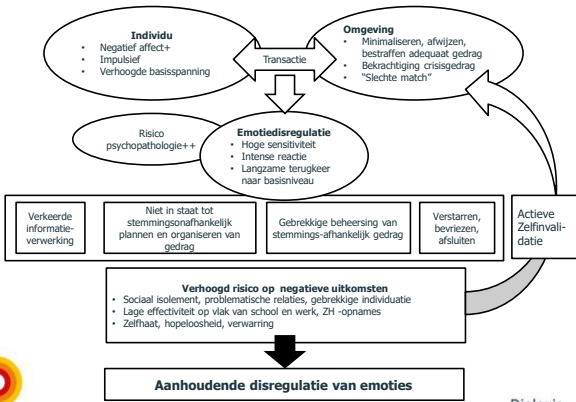 Individu
• Negatief affect+
• Impulsief
• Verhoogde basisspanning
Transactie
Omgeving
• Minimaliseren, afwijzen,
bestraffen adequaat gedrag
• Bekrachtiging crisisgedrag
• “Slechte match”
Risico
psychopathologie++
Emotiedisregulatie
• Hoge sensitiviteit
• Intense reactie
• Langzame terugkeer
naar basisniveau
Verkeerde
informatie-
verwerking
Niet in staat tot
stemmingsonafhankelijk
plannen en organiseren van
gedrag
Gebrekkige beheersing van
stemmings-afhankelijk gedrag
Verstarren,
bevriezen,
afsluiten
Actieve
Zelfinvali-
datie
Verhoogd risico op negatieve uitkomsten
• Sociaal isolement, problematische relaties, gebrekkige individuatie
• Lage effectiviteit op vlak van school en werk, ZH -opnames
• Zelfhaat, hopeloosheid, verwarring
Aanhoudende disregulatie van emoties